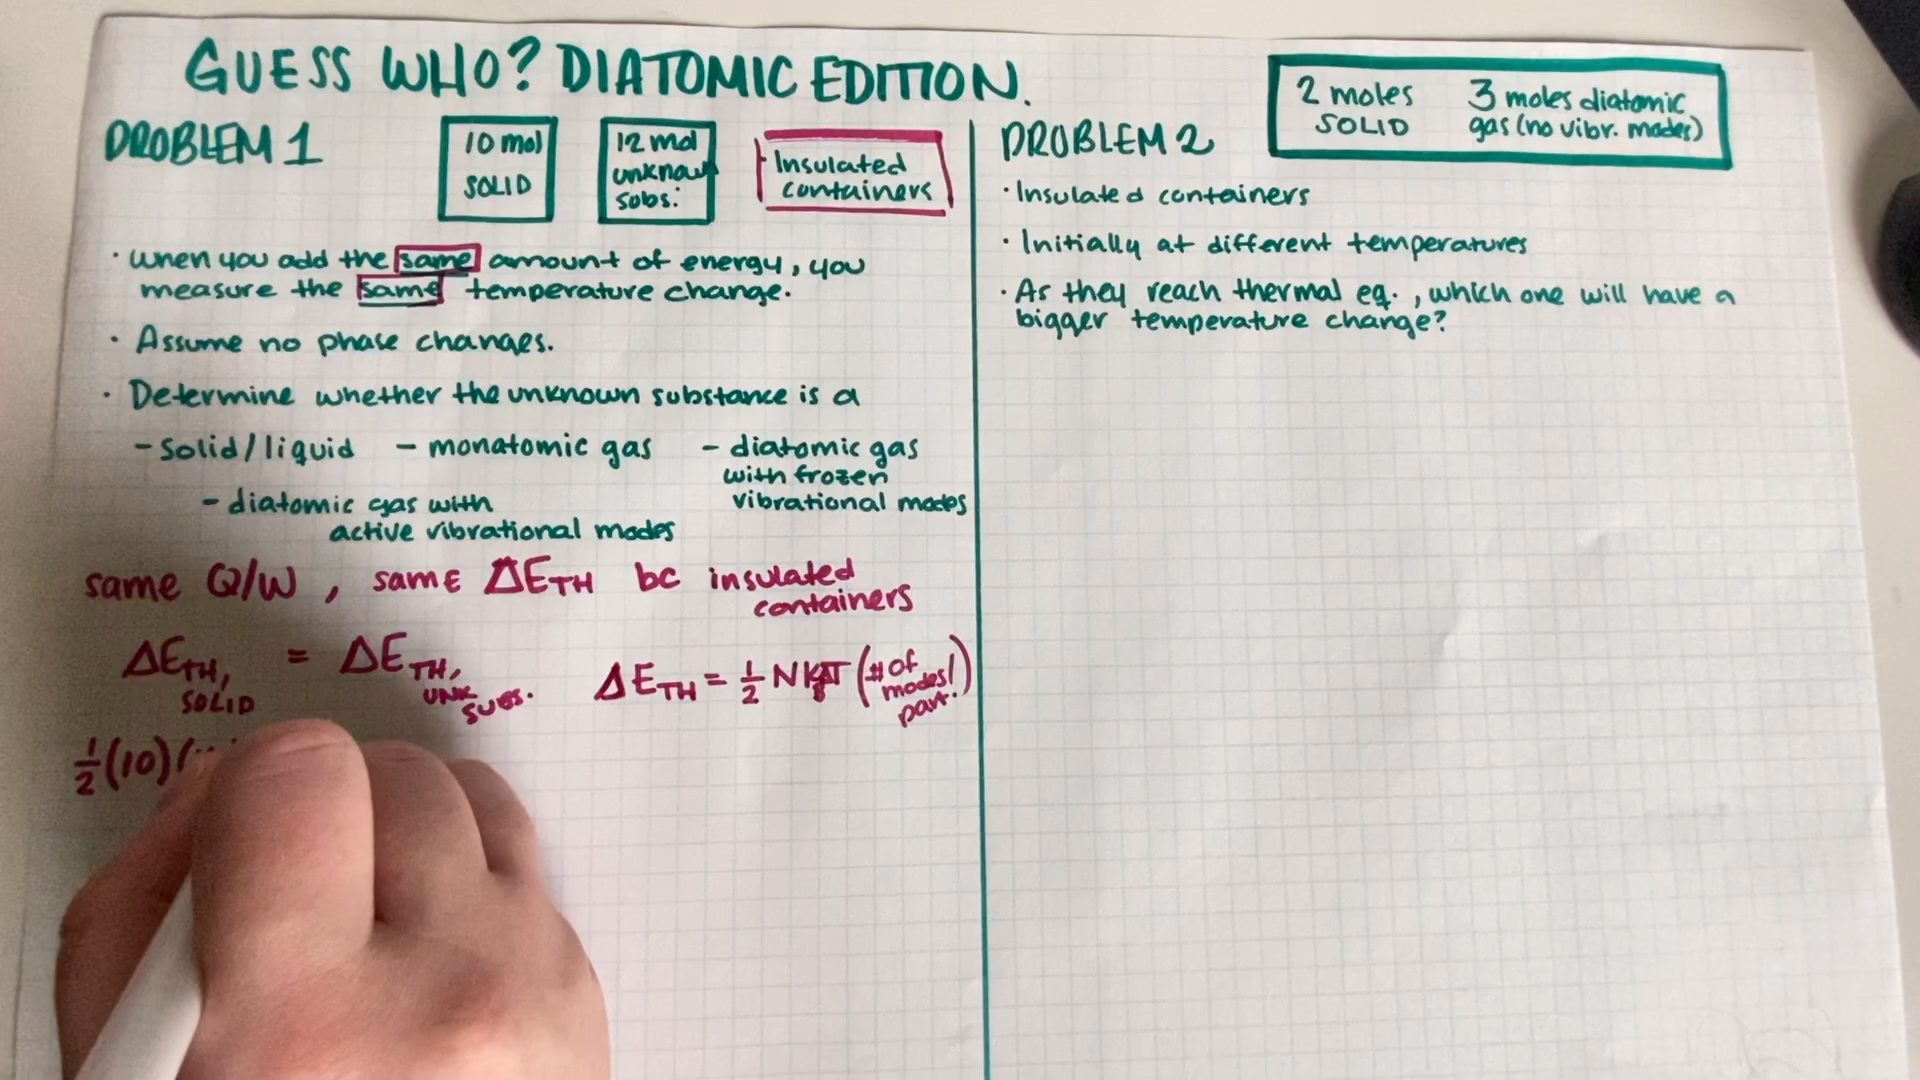 GUESS WHO? DIATOMIC EDITION.
PROBLEM 1
10 mol
SOLID
12 mol
unknown
subs.
Insulated
containers
· When you add the same amount of energy, you
measure the same temperature change.
· Assume no phase changes.
· Determine whether the unknown substance is a
- solid/liquid - monatomic gas - diatomic gas
with frozen
vibrational modes
- diatomic gas with
active vibrational modes
same Q/W , same ΔETH bc insulated
containers
ΔETH, SOLID = ΔETH, UNK SUBS.
ΔETH = 1/2 NKBΔT (# of modes/ part.)
1/2 (10) (
2 moles
SOLID
3 moles diatomic
gas (no vibr. modes)
PROBLEM 2
· Insulated containers
· Initially at different temperatures
· As they reach thermal eq. , which one will have a
bigger temperature change?